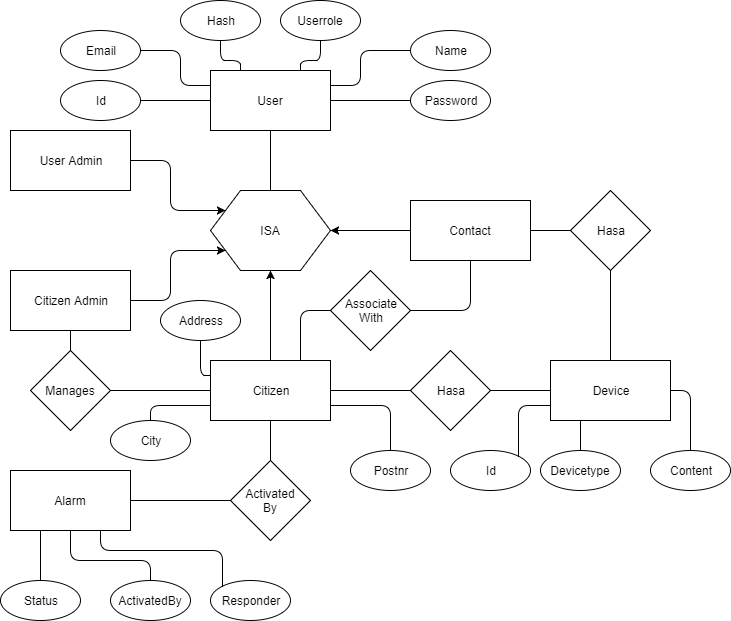 Hash
Userrole
Email
Name
Id
User
Password
User Admin
ISA
Contact
Hasa
Citizen Admin
Address
Associate
With
Manages
Citizen
Hasa
Device
City
Postnr
Id
Devicetype
Content
Alarm
Activated
By
Status
ActivatedBy
Responder